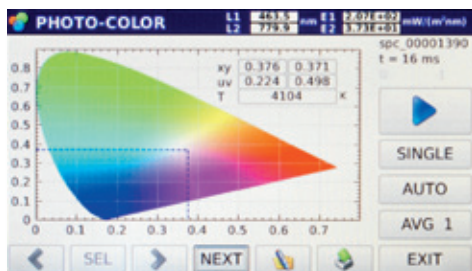 PHOTO-COLOR
L1 463.5 nm E1 2.07E+02 mW/(m²nm)
L2 779.9 E2 3.73E+01
spc_00001390
t = 16 ms
xy 0.376 0.371
uv 0.224 0.498
T 4104 K
0.8
0.7
0.6
0.5
0.4
0.3
0.2
0.1
0
0 0.1 0.2 0.3 0.4 0.5 0.6 0.7
SINGLE
AUTO
AVG 1
SEL NEXT EXIT